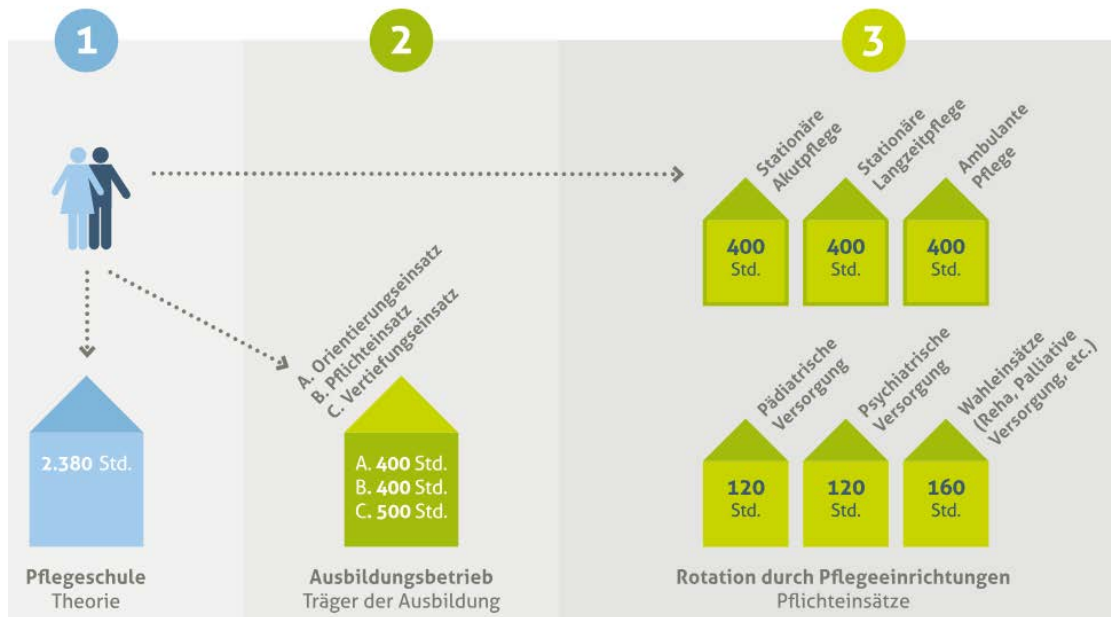 1
2
3
Stationäre
Akutpflege
Stationäre
Langzeitpflege
Ambulante
Pflege
400
Std.
400
Std.
400
Std.
A. Orientierungseinsatz
B. Pflichteinsatz
C. Vertiefungseinsatz
Pädiatrische
Versorgung
Psychiatrische
Versorgung
Wahleinsätze
(Reha, Palliative
Versorgung, etc.)
2.380 Std.
A. 400 Std.
B. 400 Std.
C. 500 Std.
120
Std.
120
Std.
160
Std.
Pflegeschule
Theorie
Ausbildungsbetrieb
Träger der Ausbildung
Rotation durch Pflegeeinrichtungen
Pflichteinsätze